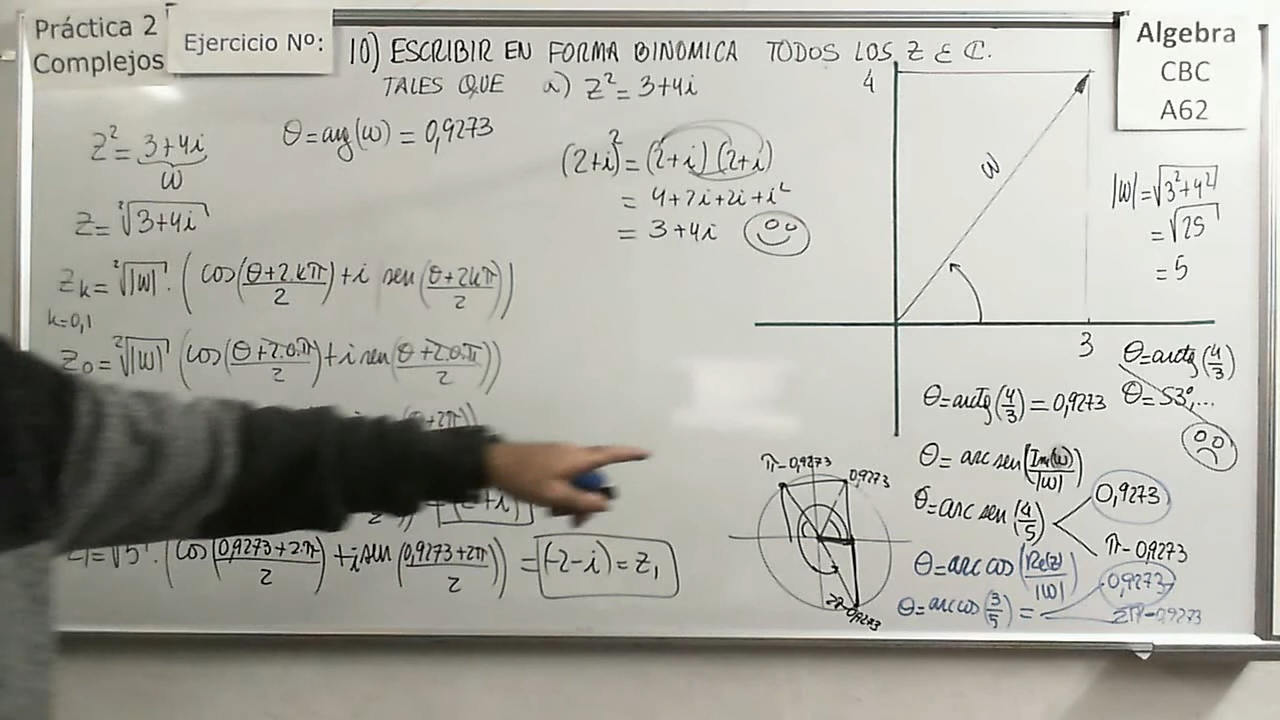 Práctica 2
Complejos
Ejercicio Nº:
10) ESCRIBIR EN FORMA BINOMICA TODOS LOS Z ∈ ℂ.
TALES QUE a) Z² = 3+4i
Algebra
CBC
A62
Z² = 3+4i
W
θ = arg(w) = 0,9273
Z = ²√(3+4i)
Zk = ²√|w| . (cos((θ+2.kπ)/2) + i sen((θ+2kπ)/2))
k=0,1
Z0 = ²√|w| (cos((θ+2.0.π)/2) + i sen((θ+2.0.π)/2))
θ+2π))
+i)
√5 . (cos((0,9273+2.π)/2) + i sen((0,9273+2π)/2)) = (-2-i) = Z₁
(2+i)² = (2+i)(2+i)
= 4+2i+2i+i²
= 3+4i
4
W
3
|w| = √(3²+4²)
= √25
= 5
θ = arctg(4/3)
θ = 53°,...
θ = arctg(4/3) = 0,9273
θ = arc sen(Im(w)/|w|)
θ = arc sen(4/5)
0,9273
π-0,9273
θ = arc cos(Re(z)/|w|)
θ = arc cos(3/5) =
0,9273
2π-0,9273
π-0,9273
0,9273
2π-0,9273